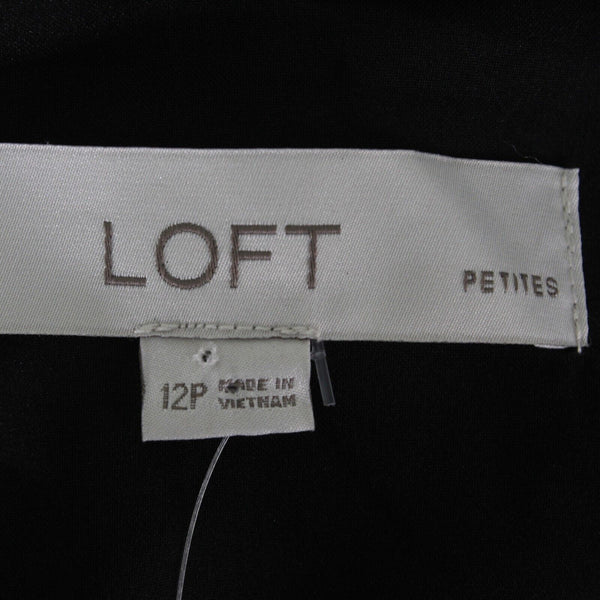 LOFT
PETITES
12P MADE IN
VIETNAM